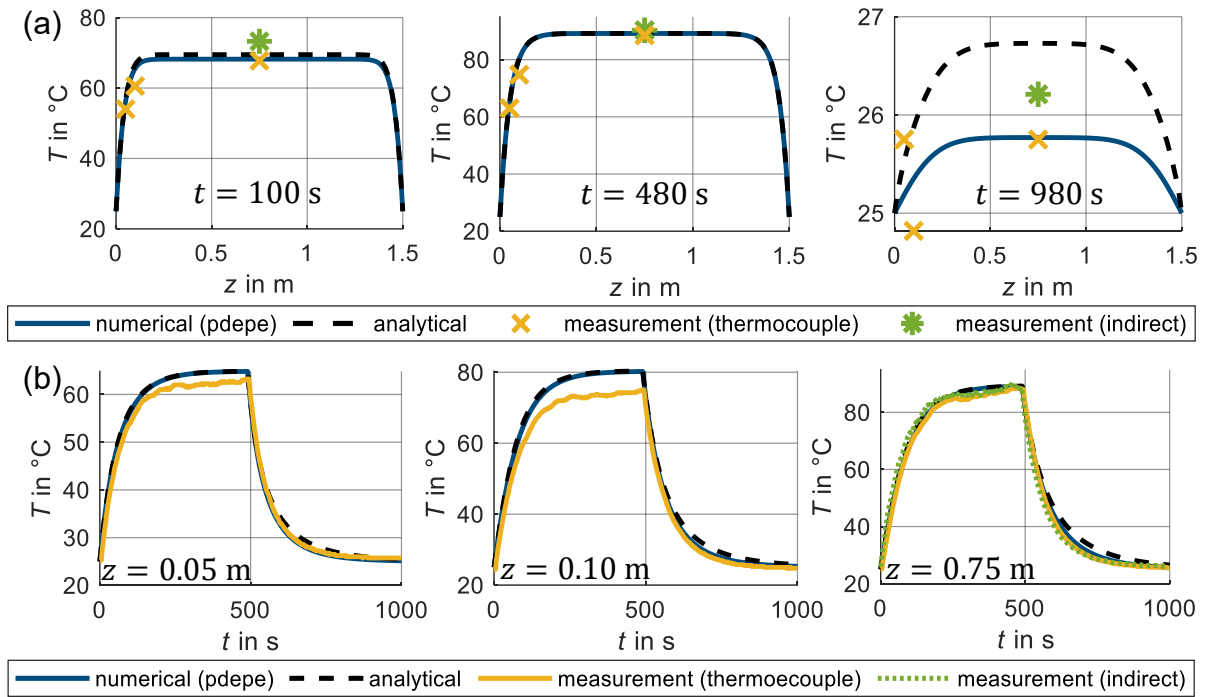 (a)
80
60
40
20
T in °C
0
0.5
1
1.5
z in m
t = 100 s
80
60
40
20
T in °C
0
0.5
1
1.5
z in m
t = 480 s
27
26
25
T in °C
0
0.5
1
1.5
z in m
t = 980 s
numerical (pdepe) analytical measurement (thermocouple) measurement (indirect)
(b)
60
50
40
30
20
T in °C
0
500
1000
t in s
z = 0.05 m
80
60
40
20
T in °C
0
500
1000
t in s
z = 0.10 m
80
60
40
20
T in °C
0
500
1000
t in s
z = 0.75 m
numerical (pdepe) analytical measurement (thermoecouple) measurement (indirect)